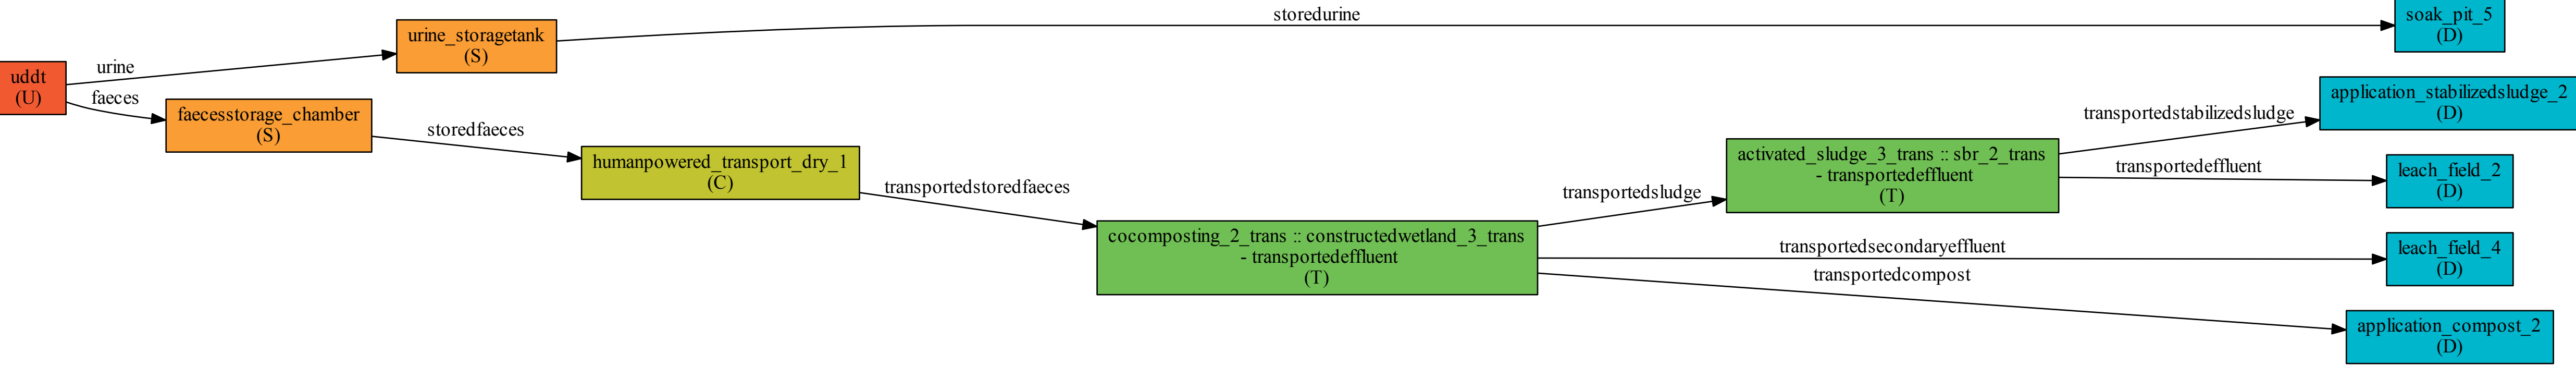 uddt
(U)
urine
faeces
urine_storagetank
(S)
faecesstorage_chamber
(S)
storedurine
storedfaeces
humanpowered_transport_dry_1
(C)
transportedstoredfaeces
cocomposting_2_trans :: constructedwetland_3_trans
- transportedeffluent
(T)
transportedsludge
activated_sludge_3_trans :: sbr_2_trans
- transportedeffluent
(T)
transportedsecondaryeffluent
transportedcompost
transportedstabilizedsludge
transportedeffluent
soak_pit_5
(D)
application_stabilizedsludge_2
(D)
leach_field_2
(D)
leach_field_4
(D)
application_compost_2
(D)